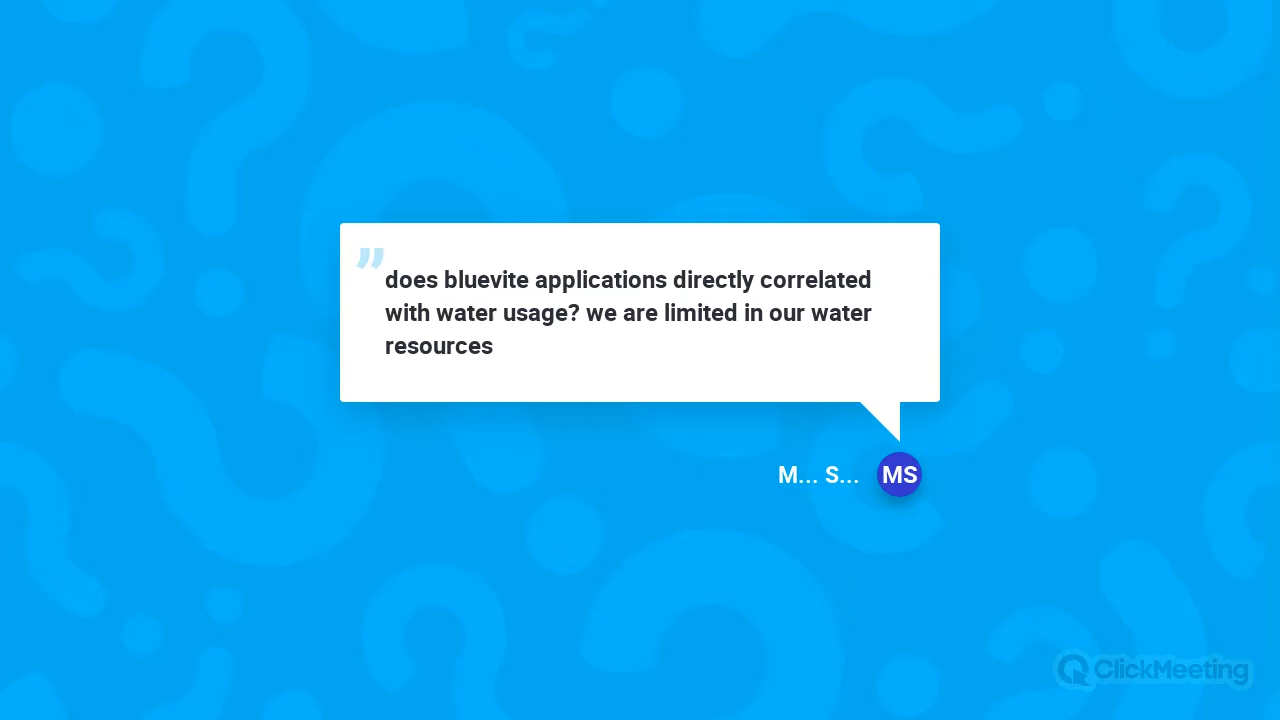 does bluevite applications directly correlated
with water usage? we are limited in our water
resources
M... S... MS
ClickMeeting